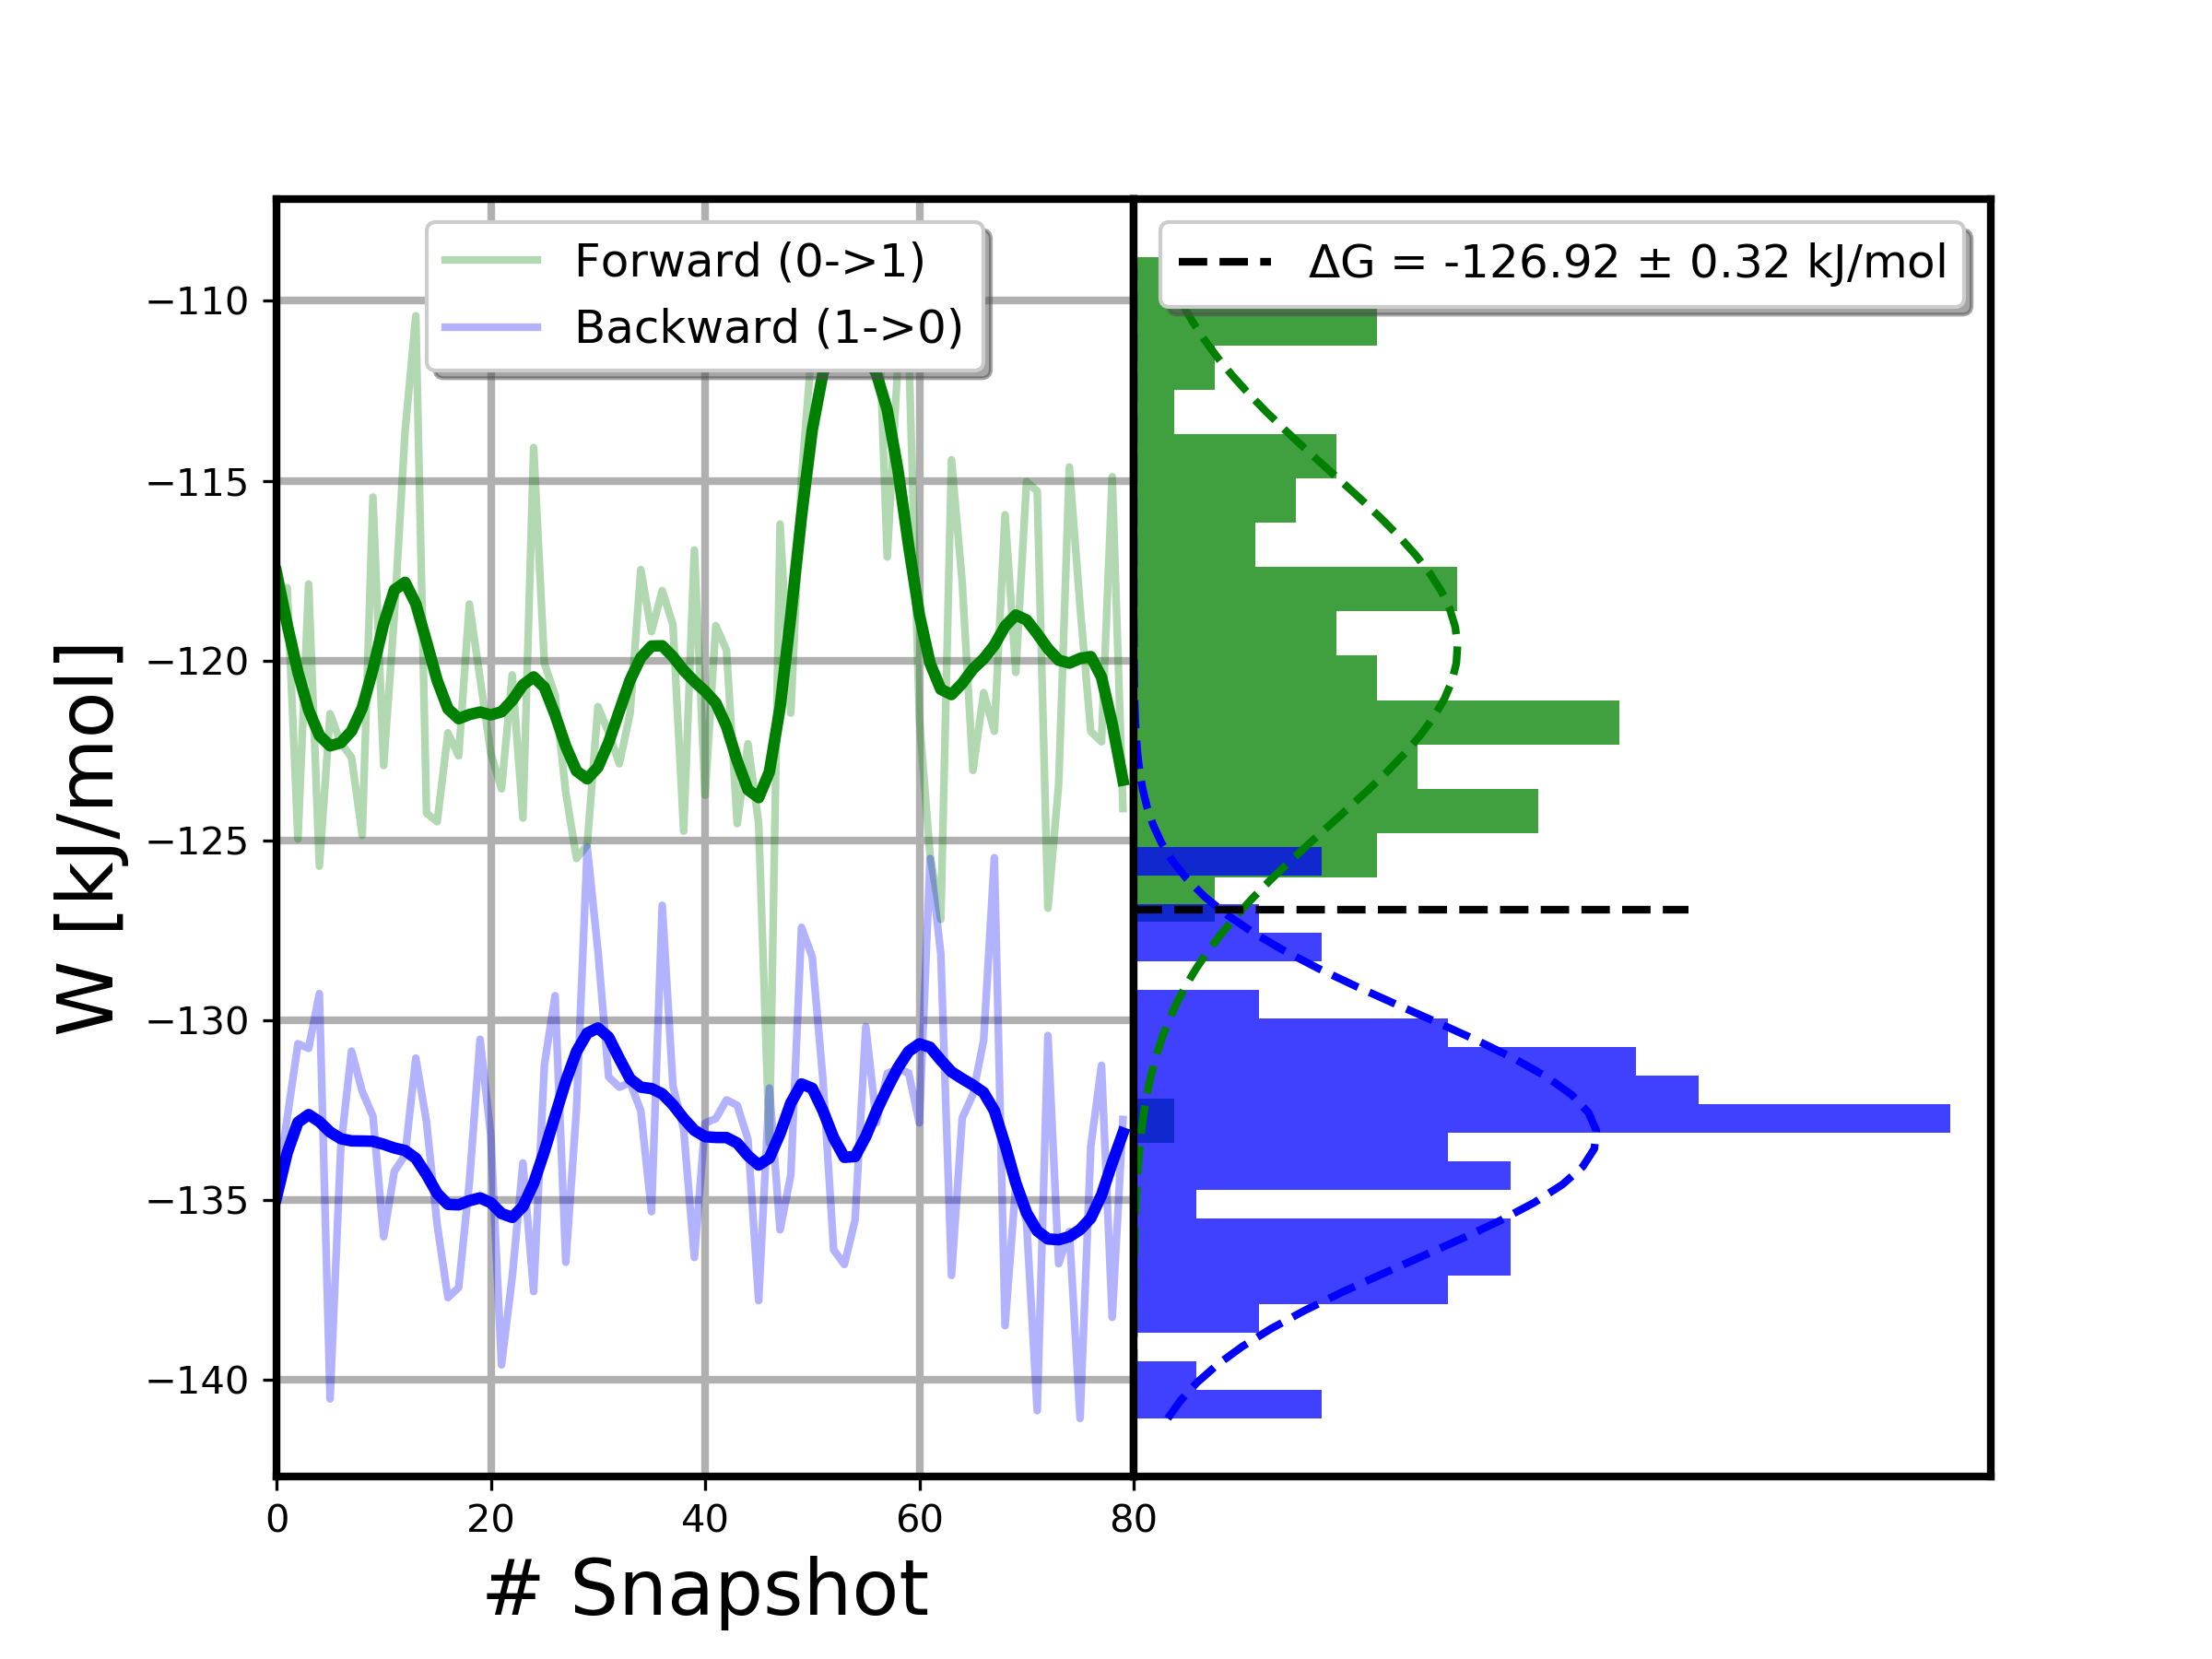 Forward (0->1)
Backward (1->0)
ΔG = -126.92 ± 0.32 kJ/mol
W [kJ/mol]
−110
−115
−120
−125
−130
−135
−140
0 20 40 60 80
# Snapshot